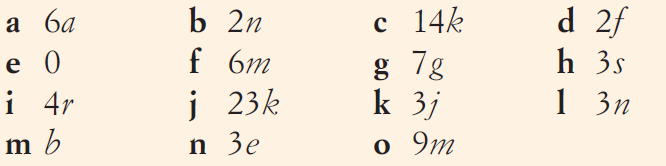 a 6a b 2n c 14k d 2f
e 0 f 6m g 7g h 3s
i 4r j 23k k 3j l 3n
m b n 3e o 9m